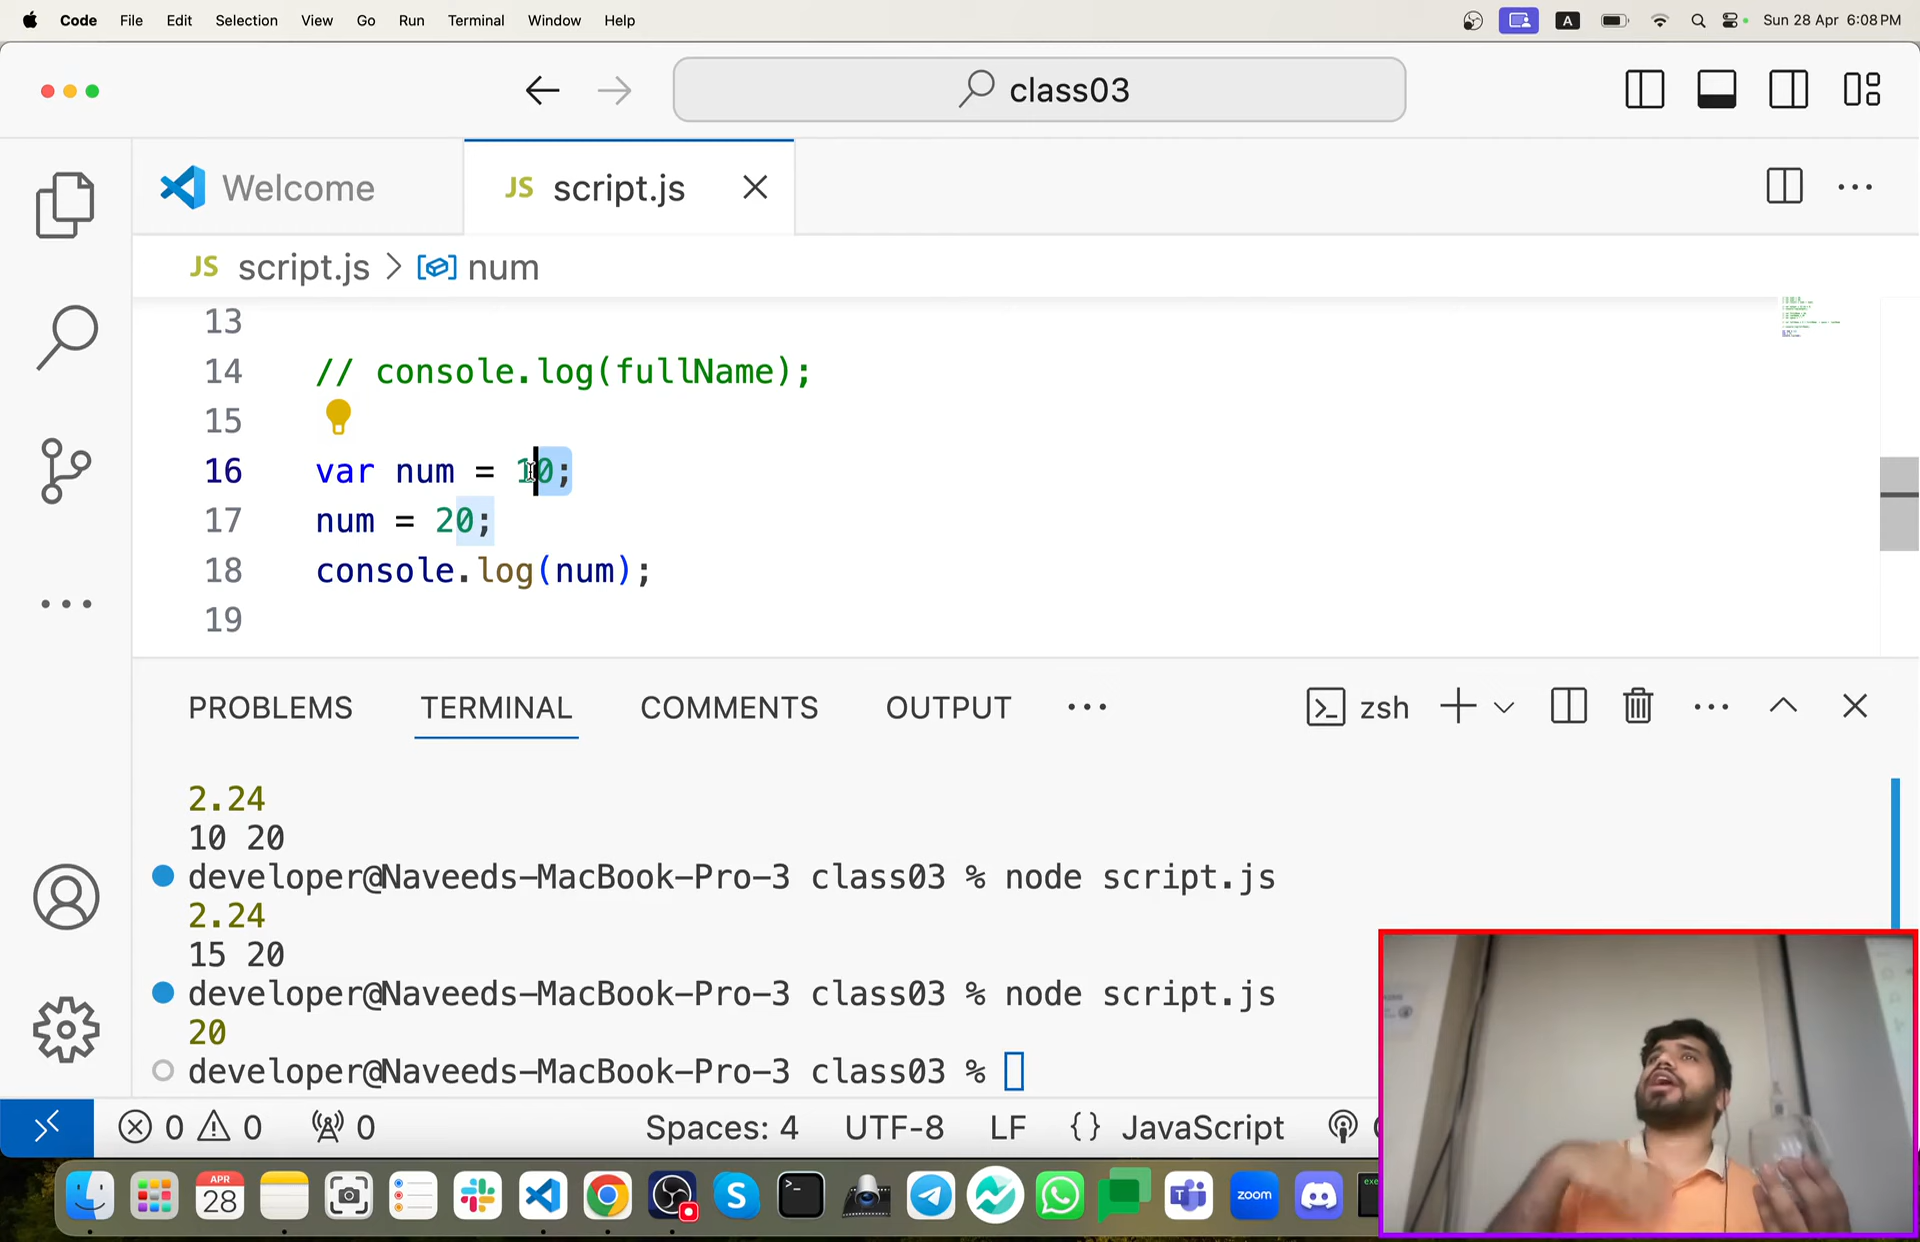 Code File Edit Selection View Go Run Terminal Window Help A Sun 28 Apr 6:08 PM
class03
Welcome JS script.js
JS script.js > num
13
14 // console.log(fullName);
15
16 var num = 10;
17 num = 20;
18 console.log(num);
19
PROBLEMS TERMINAL COMMENTS OUTPUT ... zsh
2.24
10 20
developer@Naveeds-MacBook-Pro-3 class03 % node script.js
2.24
15 20
developer@Naveeds-MacBook-Pro-3 class03 % node script.js
20
developer@Naveeds-MacBook-Pro-3 class03 %
0 0 0 Spaces: 4 UTF-8 LF {} JavaScript
APR
28 S zoom exe